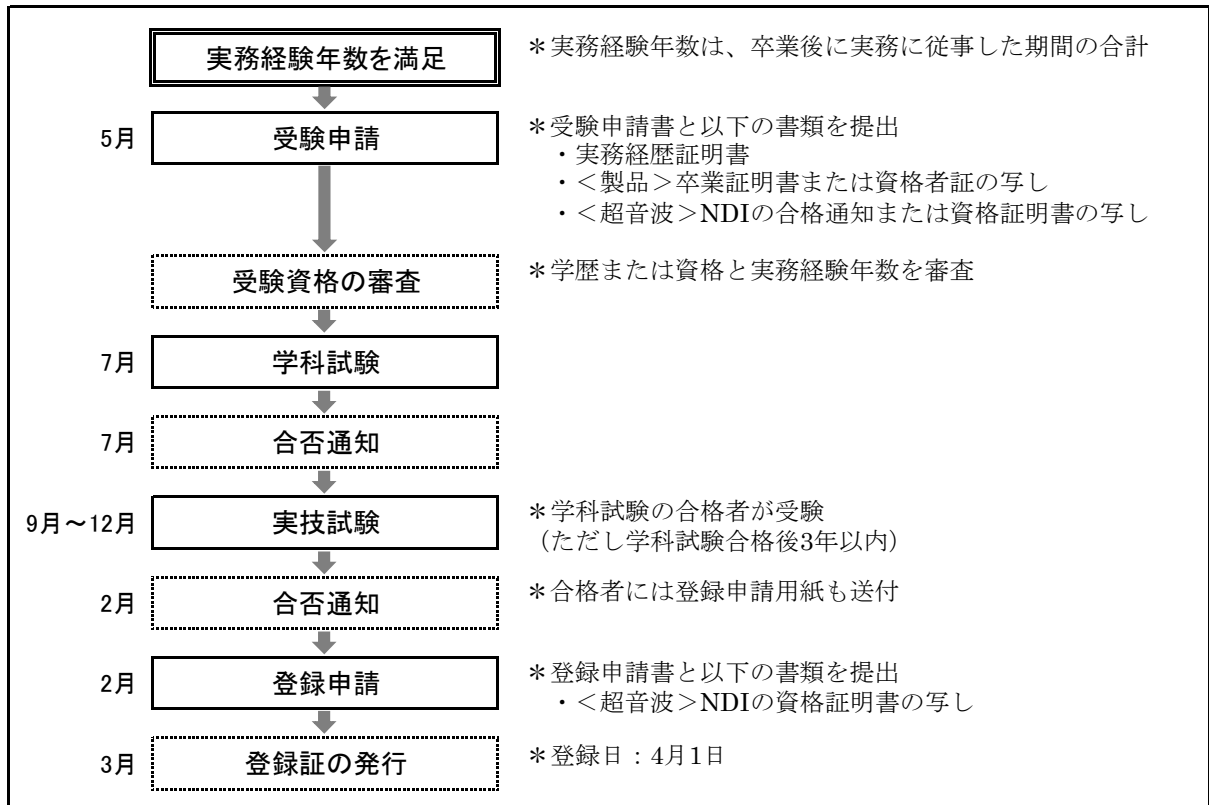 実務経験年数を満足
＊実務経験年数は、卒業後に実務に従事した期間の合計
5月
受験申請
＊受験申請書と以下の書類を提出
・実務経歴証明書
・＜製品＞卒業証明書または資格者証の写し
・＜超音波＞NDIの合格通知または資格証明書の写し
受験資格の審査
＊学歴または資格と実務経験年数を審査
7月
学科試験
7月
合否通知
9月～12月
実技試験
＊学科試験の合格者が受験
（ただし学科試験合格後3年以内）
2月
合否通知
＊合格者には登録申請用紙も送付
2月
登録申請
＊登録申請書と以下の書類を提出
・＜超音波＞NDIの資格証明書の写し
3月
登録証の発行
＊登録日：4月1日